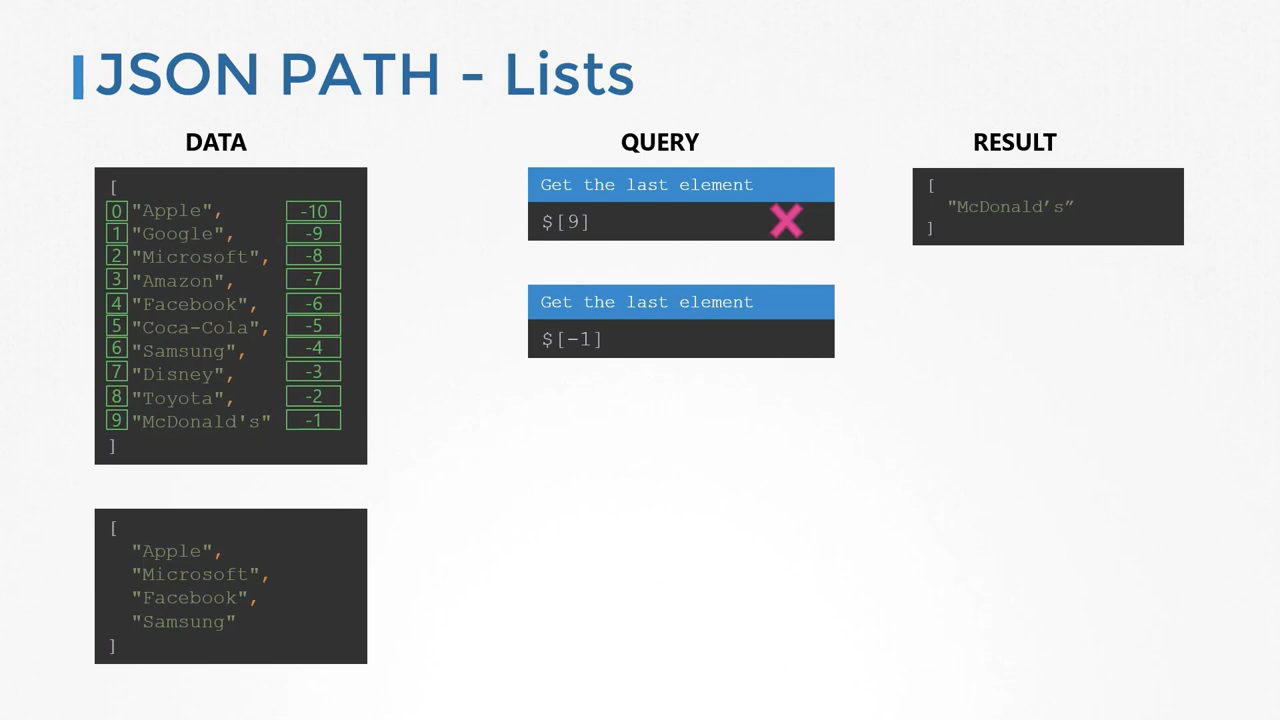 JSON PATH - Lists
DATA
[
0 "Apple", -10
1 "Google", -9
2 "Microsoft", -8
3 "Amazon", -7
4 "Facebook", -6
5 "Coca-Cola", -5
6 "Samsung", -4
7 "Disney", -3
8 "Toyota", -2
9 "McDonald's" -1
]
[
"Apple",
"Microsoft",
"Facebook",
"Samsung"
]
QUERY
Get the last element
$[9]
Get the last element
$[-1]
RESULT
[
"McDonald’s”
]